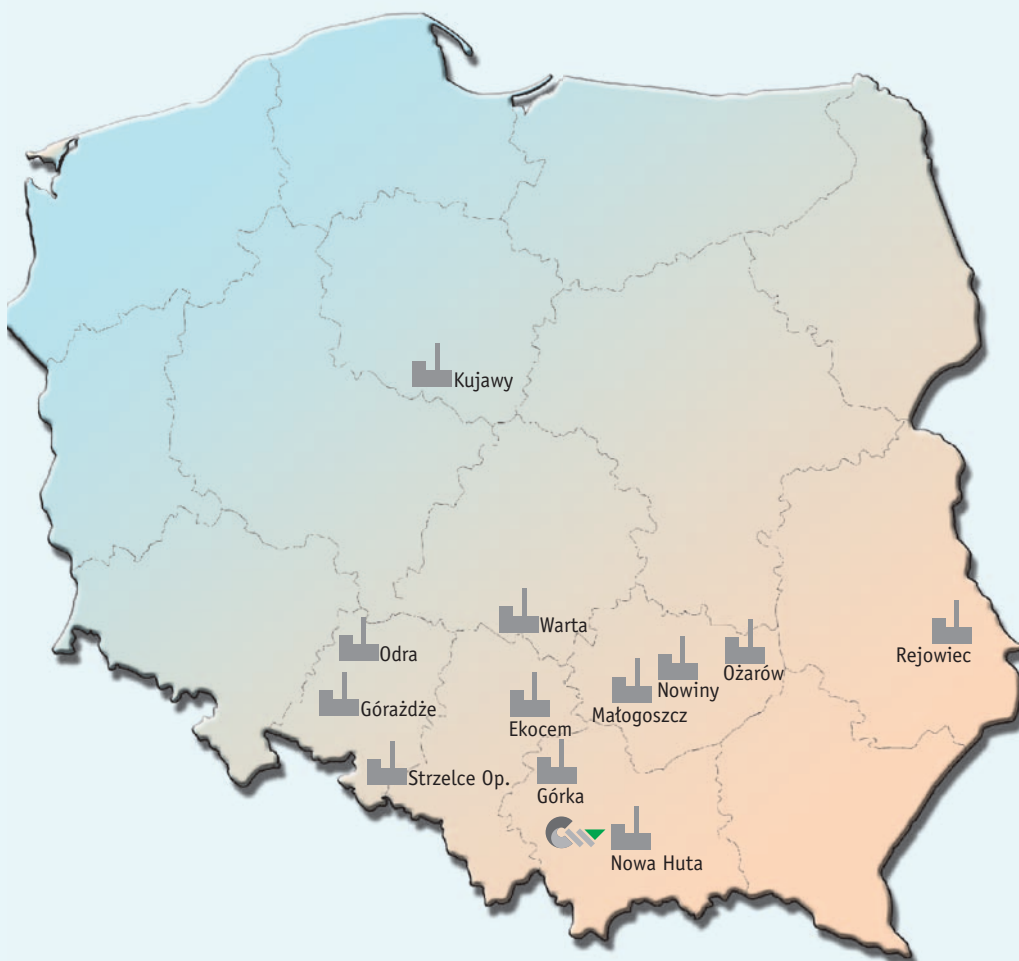 Kujawy
Warta
Odra
Rejowiec
Ożarów
Nowiny
Małogoszcz
Górażdże
Ekocem
Strzelce Op.
Górka
Nowa Huta